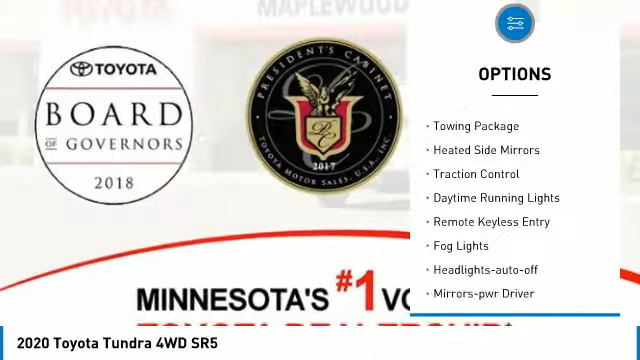 MAPLEWOOD
TOYOTA
BOARD
OF GOVERNORS
2018
PRESIDENT'S CABINET
PC
2017
TOYOTA MOTOR SALES, U.S.A., INC.
OPTIONS
· Towing Package
· Heated Side Mirrors
· Traction Control
· Daytime Running Lights
· Remote Keyless Entry
· Fog Lights
· Headlights-auto-off
· Mirrors-pwr Driver
MINNESOTA'S #1 VO
2020 Toyota Tundra 4WD SR5